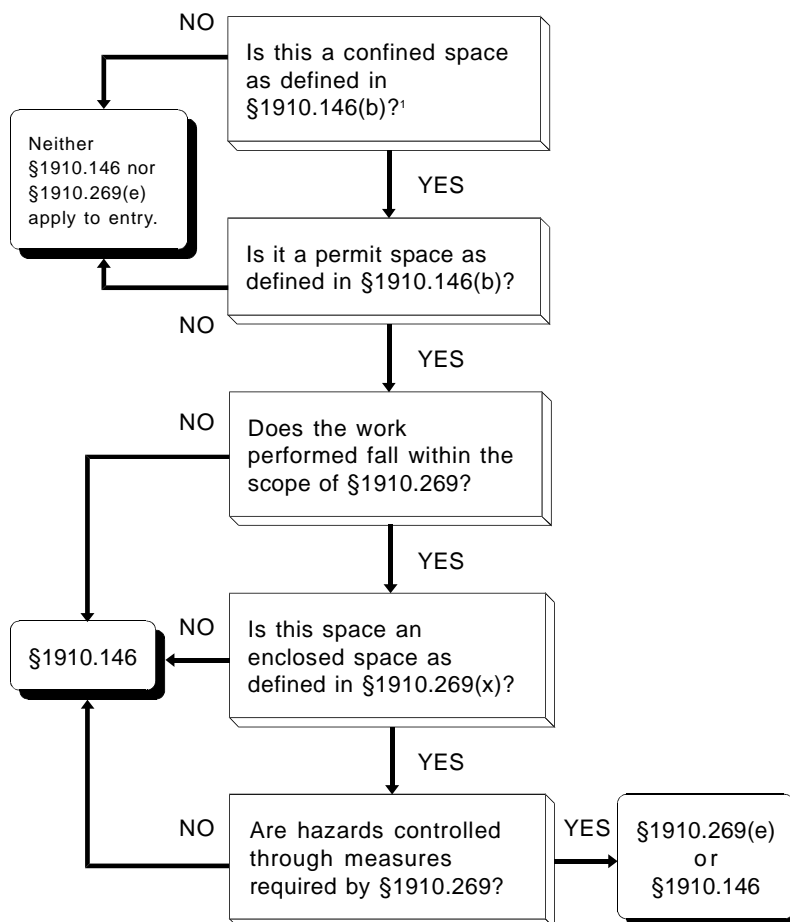 NO
Is this a confined space
as defined in
§1910.146(b)?¹
Neither
§1910.146 nor
§1910.269(e)
apply to entry.
YES
Is it a permit space as
defined in §1910.146(b)?
NO
YES
NO
Does the work
performed fall within the
scope of §1910.269?
YES
NO
Is this space an
enclosed space as
defined in §1910.269(x)?
§1910.146
YES
NO
Are hazards controlled
through measures
required by §1910.269?
YES
§1910.269(e)
or
§1910.146